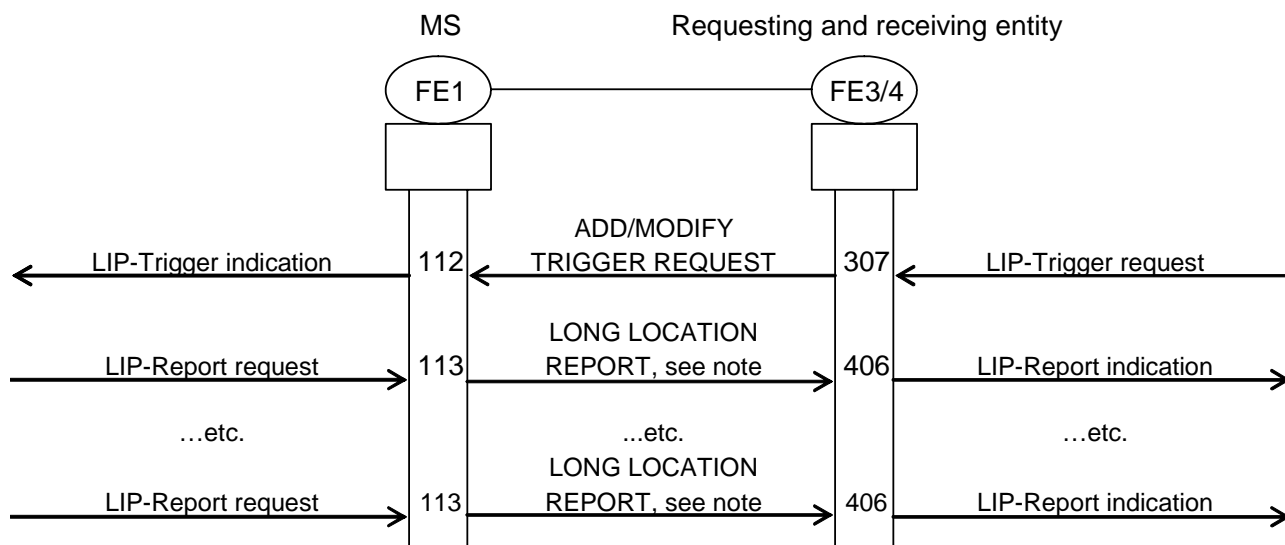 MS
Requesting and receiving entity
FE1
FE3/4
ADD/MODIFY
LIP-Trigger indication
112
TRIGGER REQUEST
307
LIP-Trigger request
LONG LOCATION
LIP-Report request
113
REPORT, see note
406
LIP-Report indication
…etc.
...etc.
…etc.
LONG LOCATION
LIP-Report request
113
REPORT, see note
406
LIP-Report indication